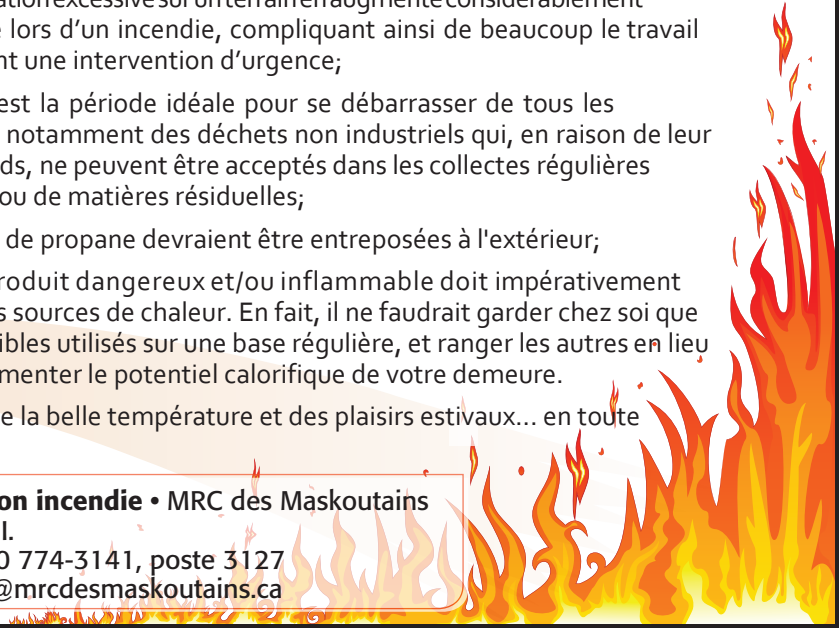 ation excessive sur un terrain en augmente considérablement
lors d’un incendie, compliquant ainsi de beaucoup le travail
nt une intervention d’urgence;
est la période idéale pour se débarrasser de tous les
notamment des déchets non industriels qui, en raison de leur
ds, ne peuvent être acceptés dans les collectes régulières
ou de matières résiduelles;
de propane devraient être entreposées à l'extérieur;
roduit dangereux et/ou inflammable doit impérativement
s sources de chaleur. En fait, il ne faudrait garder chez soi que
ibles utilisés sur une base régulière, et ranger les autres en lieu
menter le potentiel calorifique de votre demeure.
e la belle température et des plaisirs estivaux... en toute
on incendie • MRC des Maskoutains
l.
0 774-3141, poste 3127
@mrcdesmaskoutains.ca